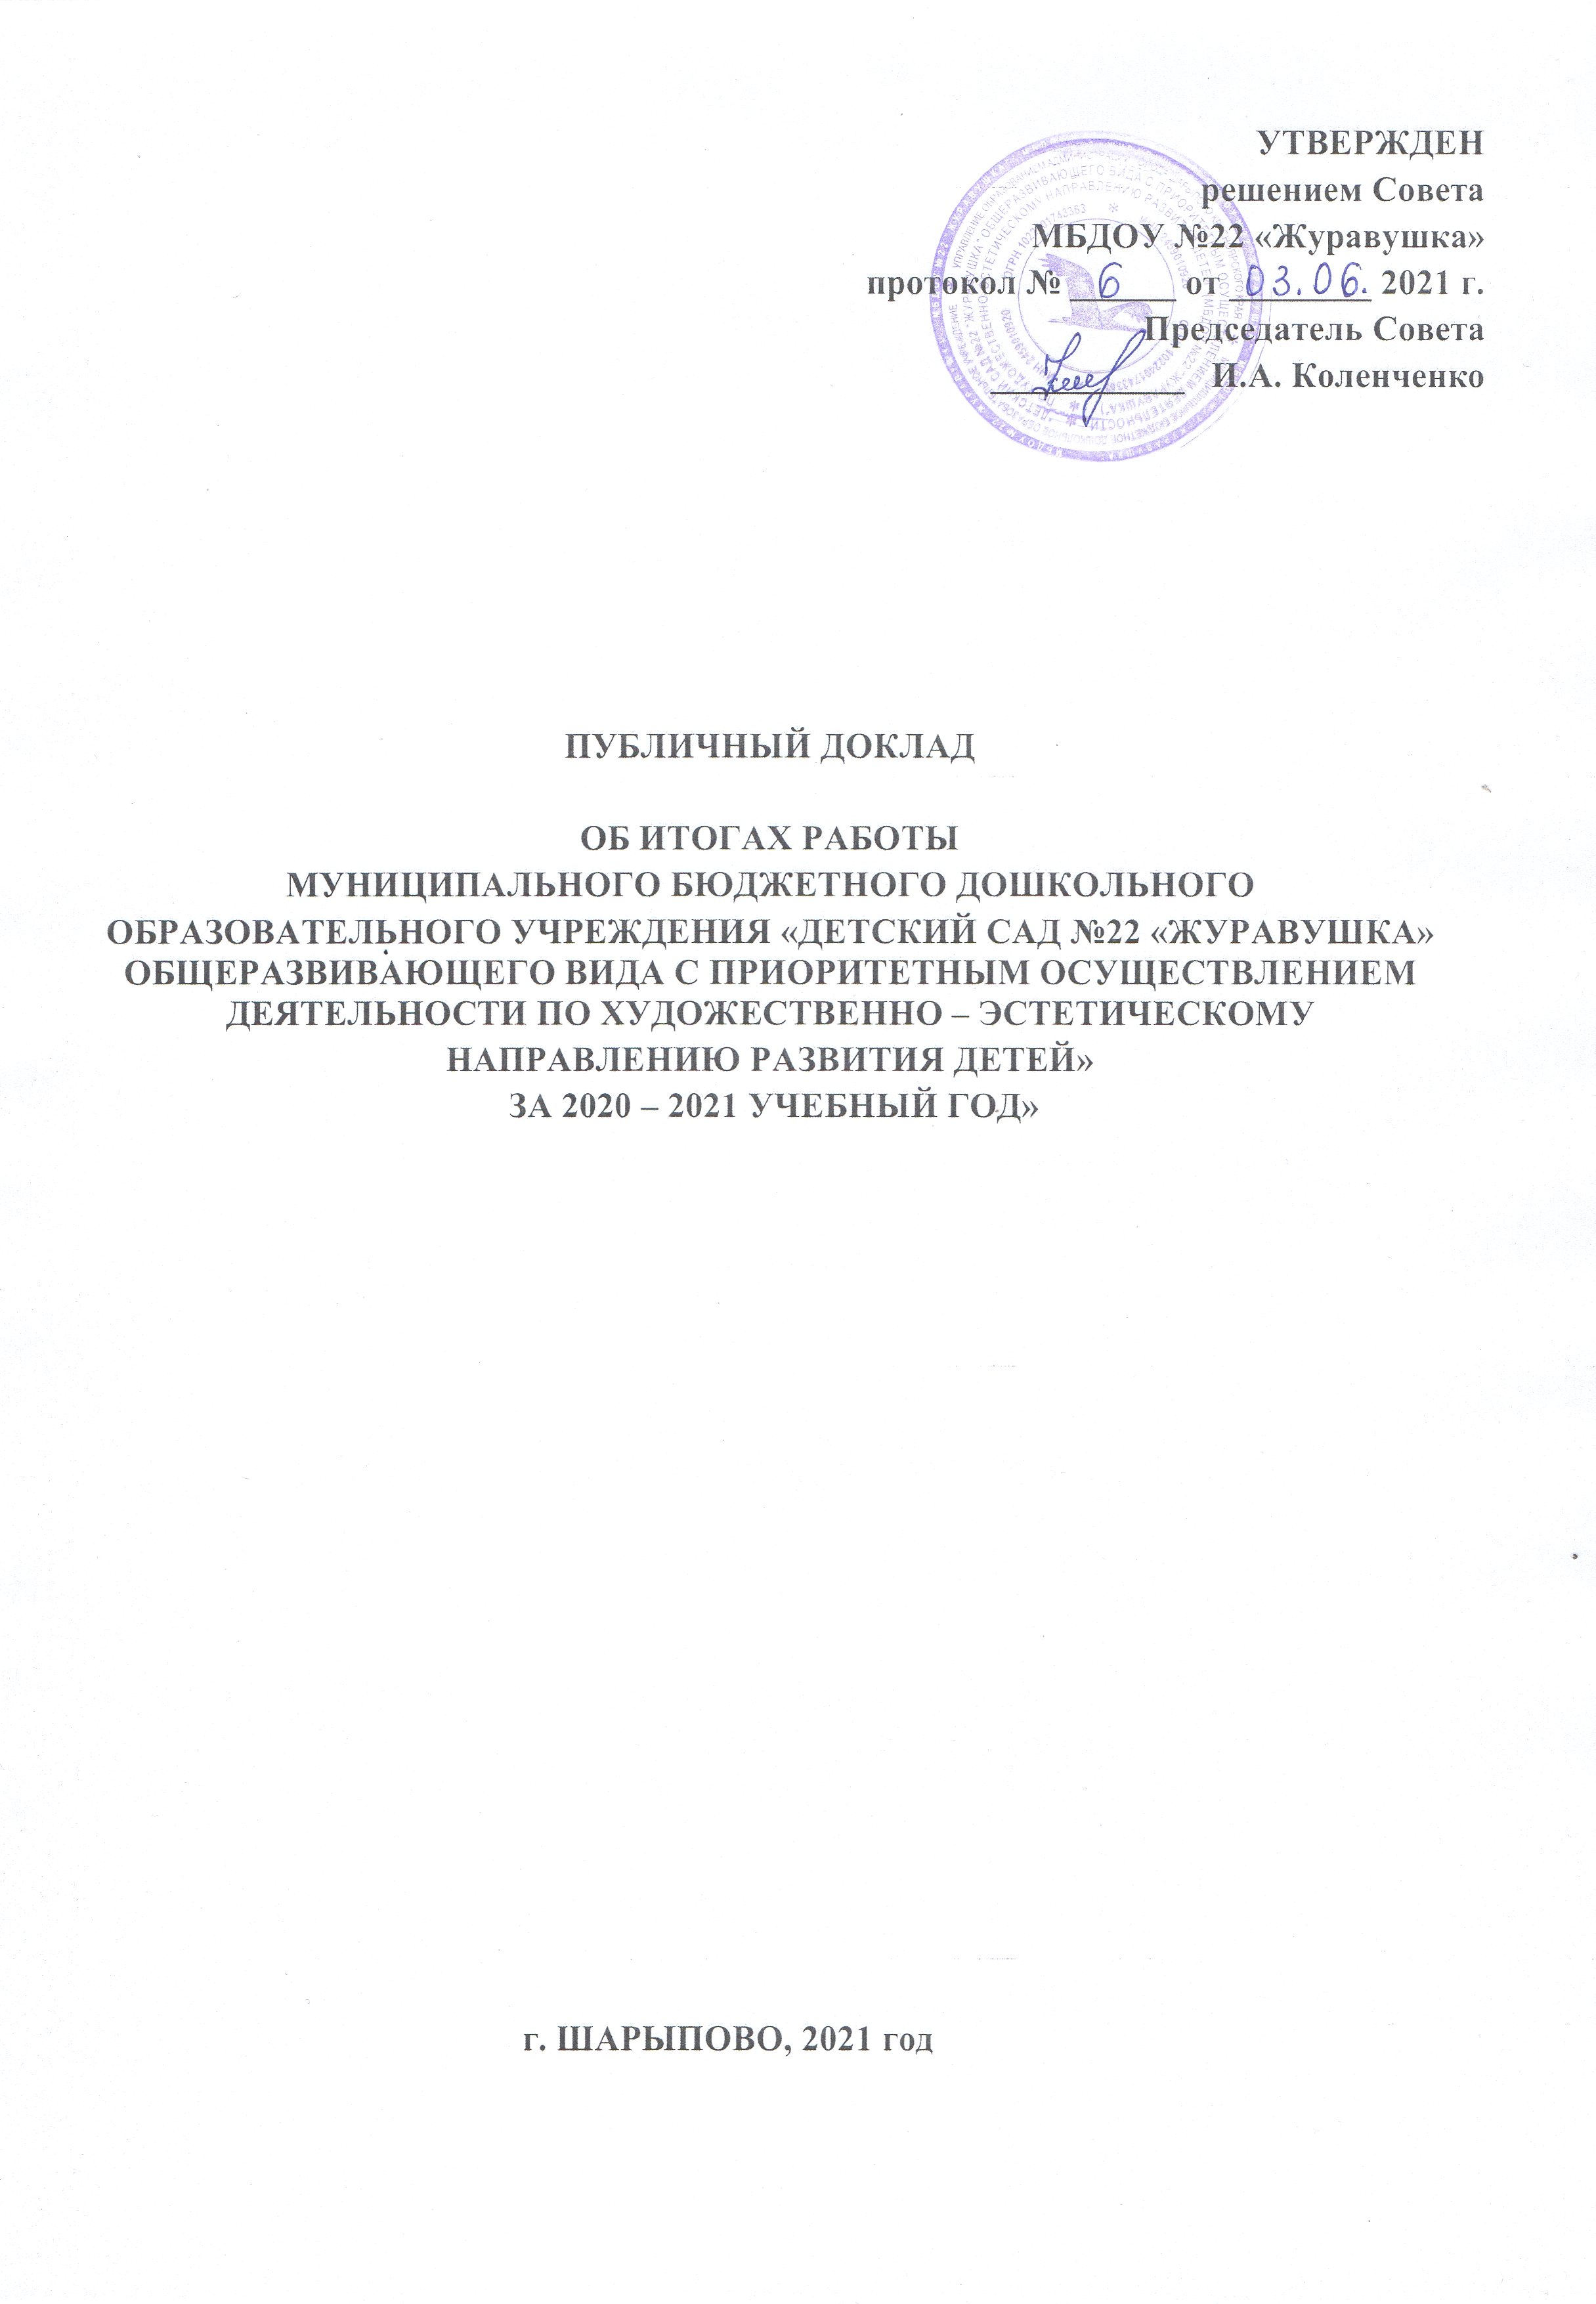 УТВЕРЖДЕН
решением Совета
МБДОУ №22 «Журавушка»
протокол № 6 от 03.06. 2021 г.
Председатель Совета
И.А. Коленченко
ПУБЛИЧНЫЙ ДОКЛАД
ОБ ИТОГАХ РАБОТЫ
МУНИЦИПАЛЬНОГО БЮДЖЕТНОГО ДОШКОЛЬНОГО
ОБРАЗОВАТЕЛЬНОГО УЧРЕЖДЕНИЯ «ДЕТСКИЙ САД №22 «ЖУРАВУШКА»
ОБЩЕРАЗВИВАЮЩЕГО ВИДА С ПРИОРИТЕТНЫМ ОСУЩЕСТВЛЕНИЕМ
ДЕЯТЕЛЬНОСТИ ПО ХУДОЖЕСТВЕННО – ЭСТЕТИЧЕСКОМУ
НАПРАВЛЕНИЮ РАЗВИТИЯ ДЕТЕЙ»
ЗА 2020 – 2021 УЧЕБНЫЙ ГОД»
г. ШАРЫПОВО, 2021 год